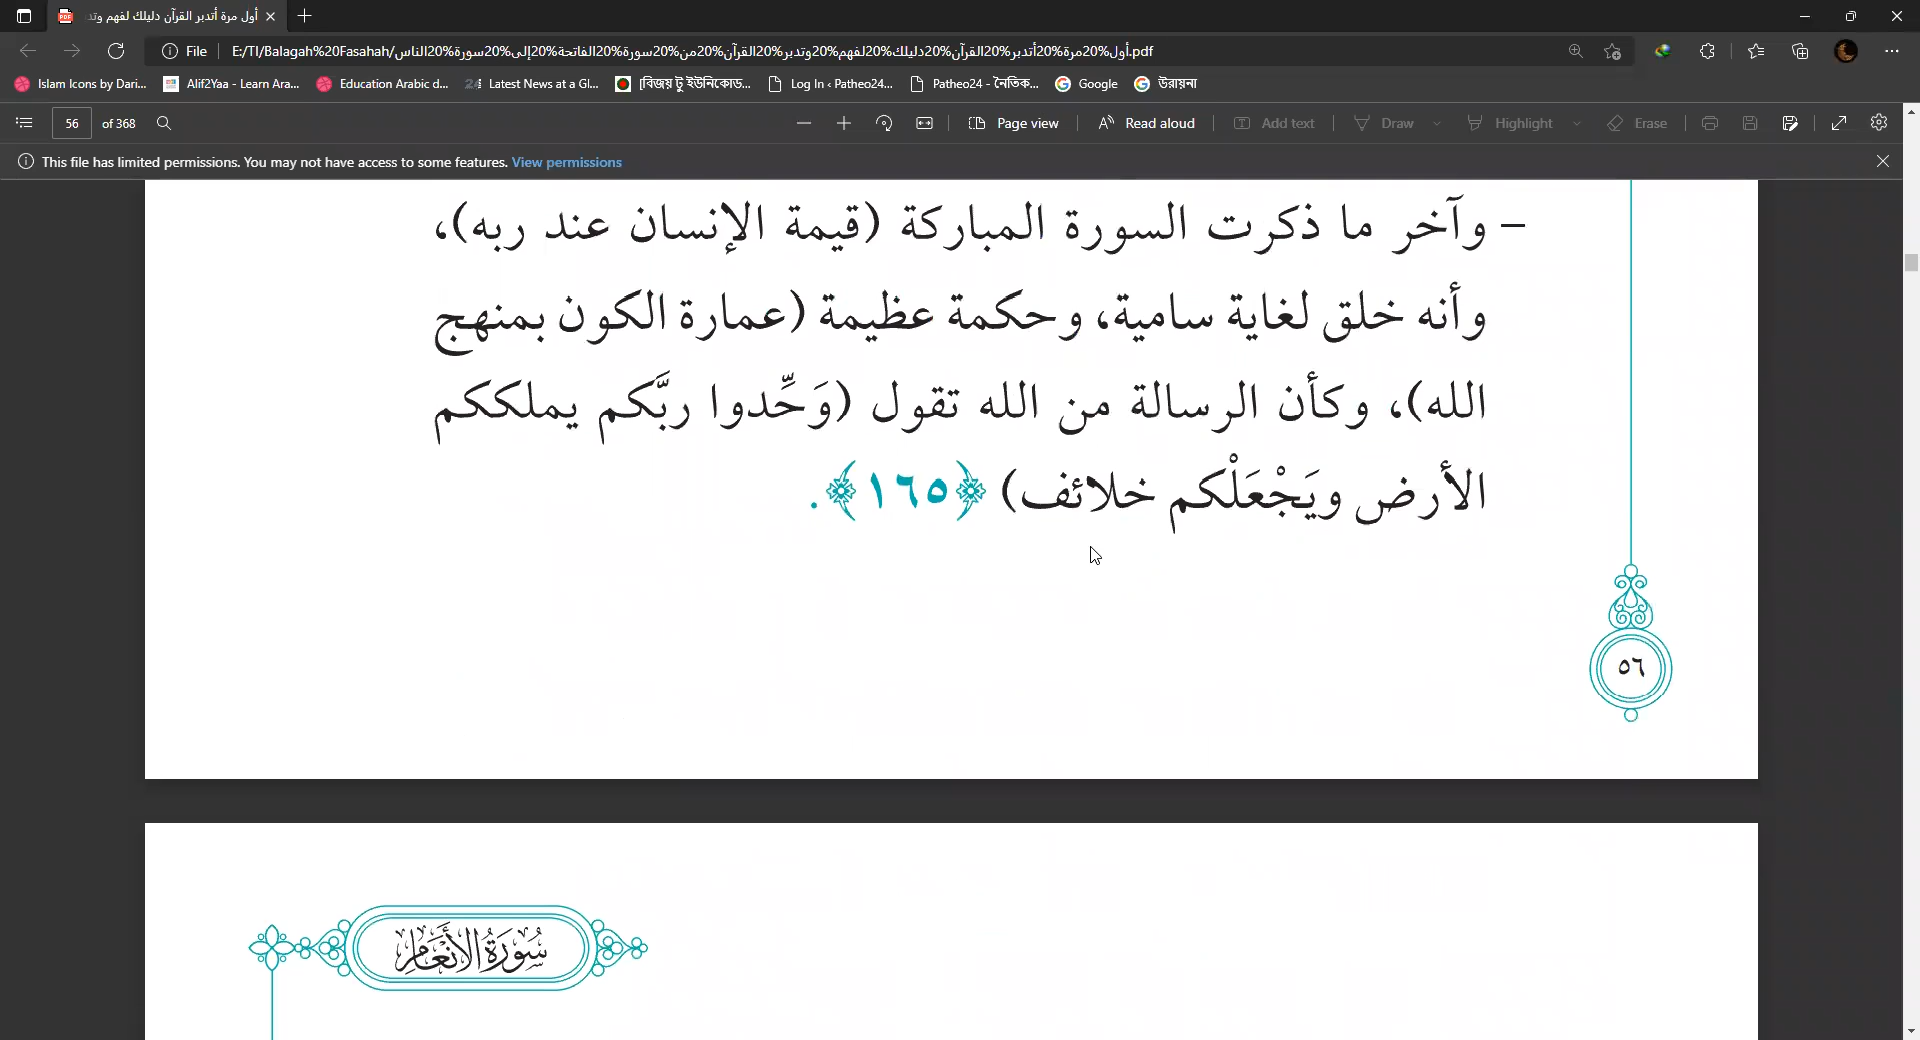 أول مرة أتدبر القرآن دليلك لفهم وتد
File
E:/TI/Balagah%20Fasahah/أول%20مرة%20أتدبر%20القرآن%20دليلك%20لفهم%20وتدبر%20القرآن%20من%20سورة%20الفاتحة%20إلى%20سورة%20الناس.pdf
Islam Icons by Dari... Alif2Yaa - Learn Ara... Education Arabic d... Latest News at a Gl... [বিজয় টু ইউনিকোড... Log In ‹ Patheo24... Patheo24 - নৈতিক... Google উরায়না
56 of 368 Page view Read aloud Add text Draw Highlight Erase
This file has limited permissions. You may not have access to some features. View permissions
– وآخر ما ذكرت السورة المباركة (قيمة الإنسان عند ربه)،
وأنه خلق لغاية سامية، وحكمة عظيمة (عمارة الكون بمنهج
الله)، وكأن الرسالة من الله تقول (وَحِّدوا ربَّكم يملككم
الأرض ويَجْعَلْكم خلائف) ﴿١٦٥﴾.
٥٦
سُورَةُ الأَنْعَامِ